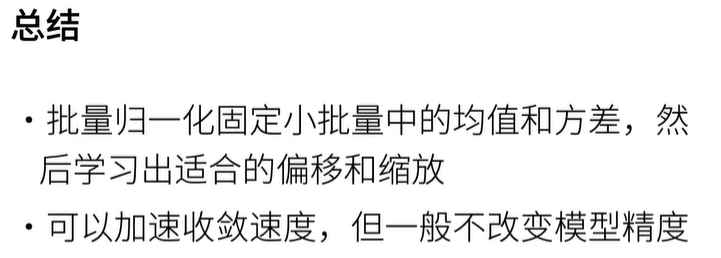 总结
• 批量归一化固定小批量中的均值和方差，然
后学习出适合的偏移和缩放
• 可以加速收敛速度，但一般不改变模型精度